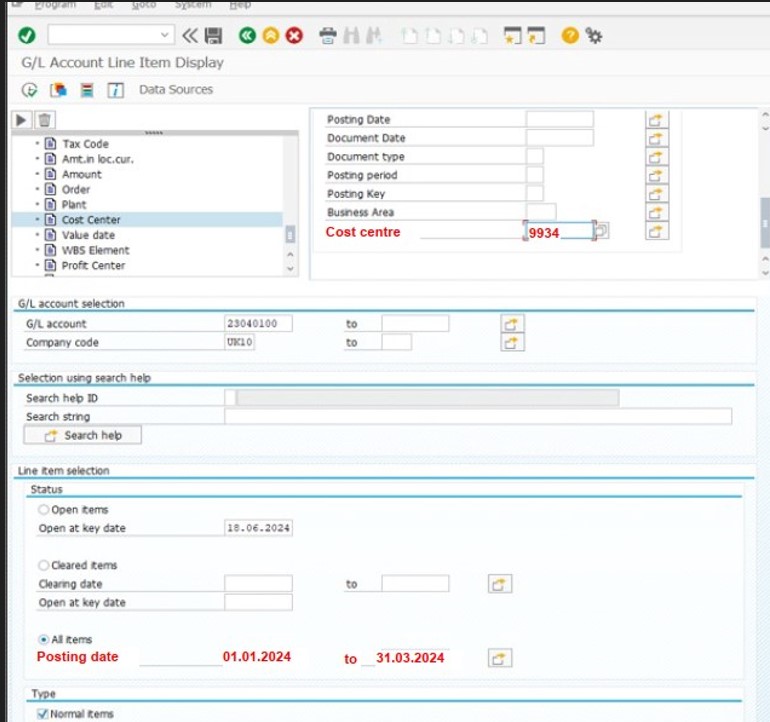 Program Edit Goto System Help
G/L Account Line Item Display
Data Sources
Tax Code
Amt.in loc.cur.
Amount
Order
Plant
Cost Center
Value date
WBS Element
Profit Center
Posting Date
Document Date
Document type
Posting period
Posting Key
Business Area
Cost centre 9934
G/L account selection
G/L account 23040100 to
Company code UK10 to
Selection using search help
Search help ID
Search string
Search help
Line item selection
Status
Open items
Open at key date 18.06.2024
Cleared items
Clearing date to
Open at key date
All items
Posting date 01.01.2024 to 31.03.2024
Type
Normal items